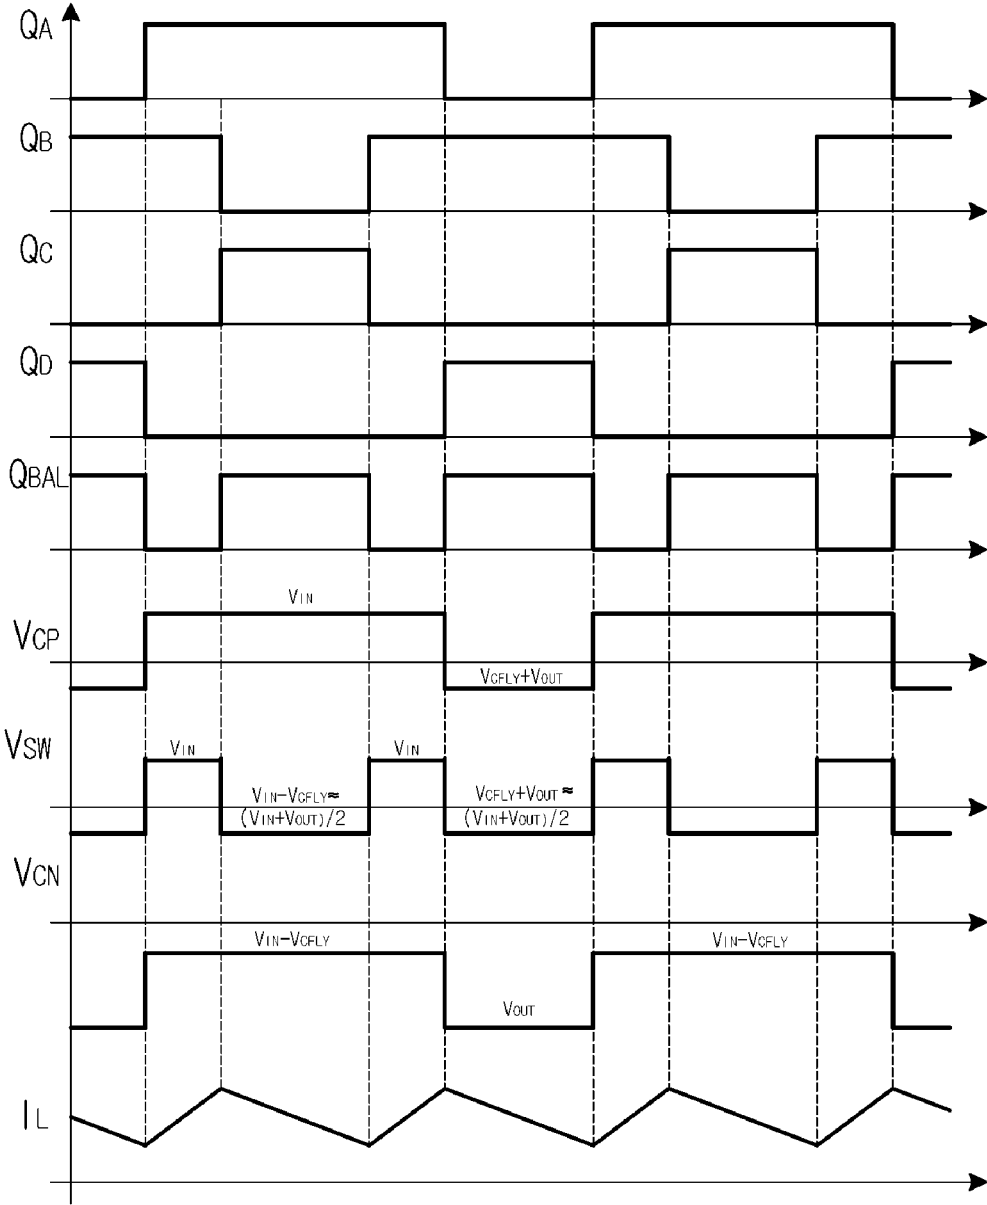 QA
QB
QC
QD
QBAL
VIN
VCP
VCFLY+VOUT
VSW
VIN
VIN
VIN-VCFLY≈
(VIN+VOUT)/2
VCFLY+VOUT≈
(VIN+VOUT)/2
VCN
VIN-VCFLY
VIN-VCFLY
VOUT
IL